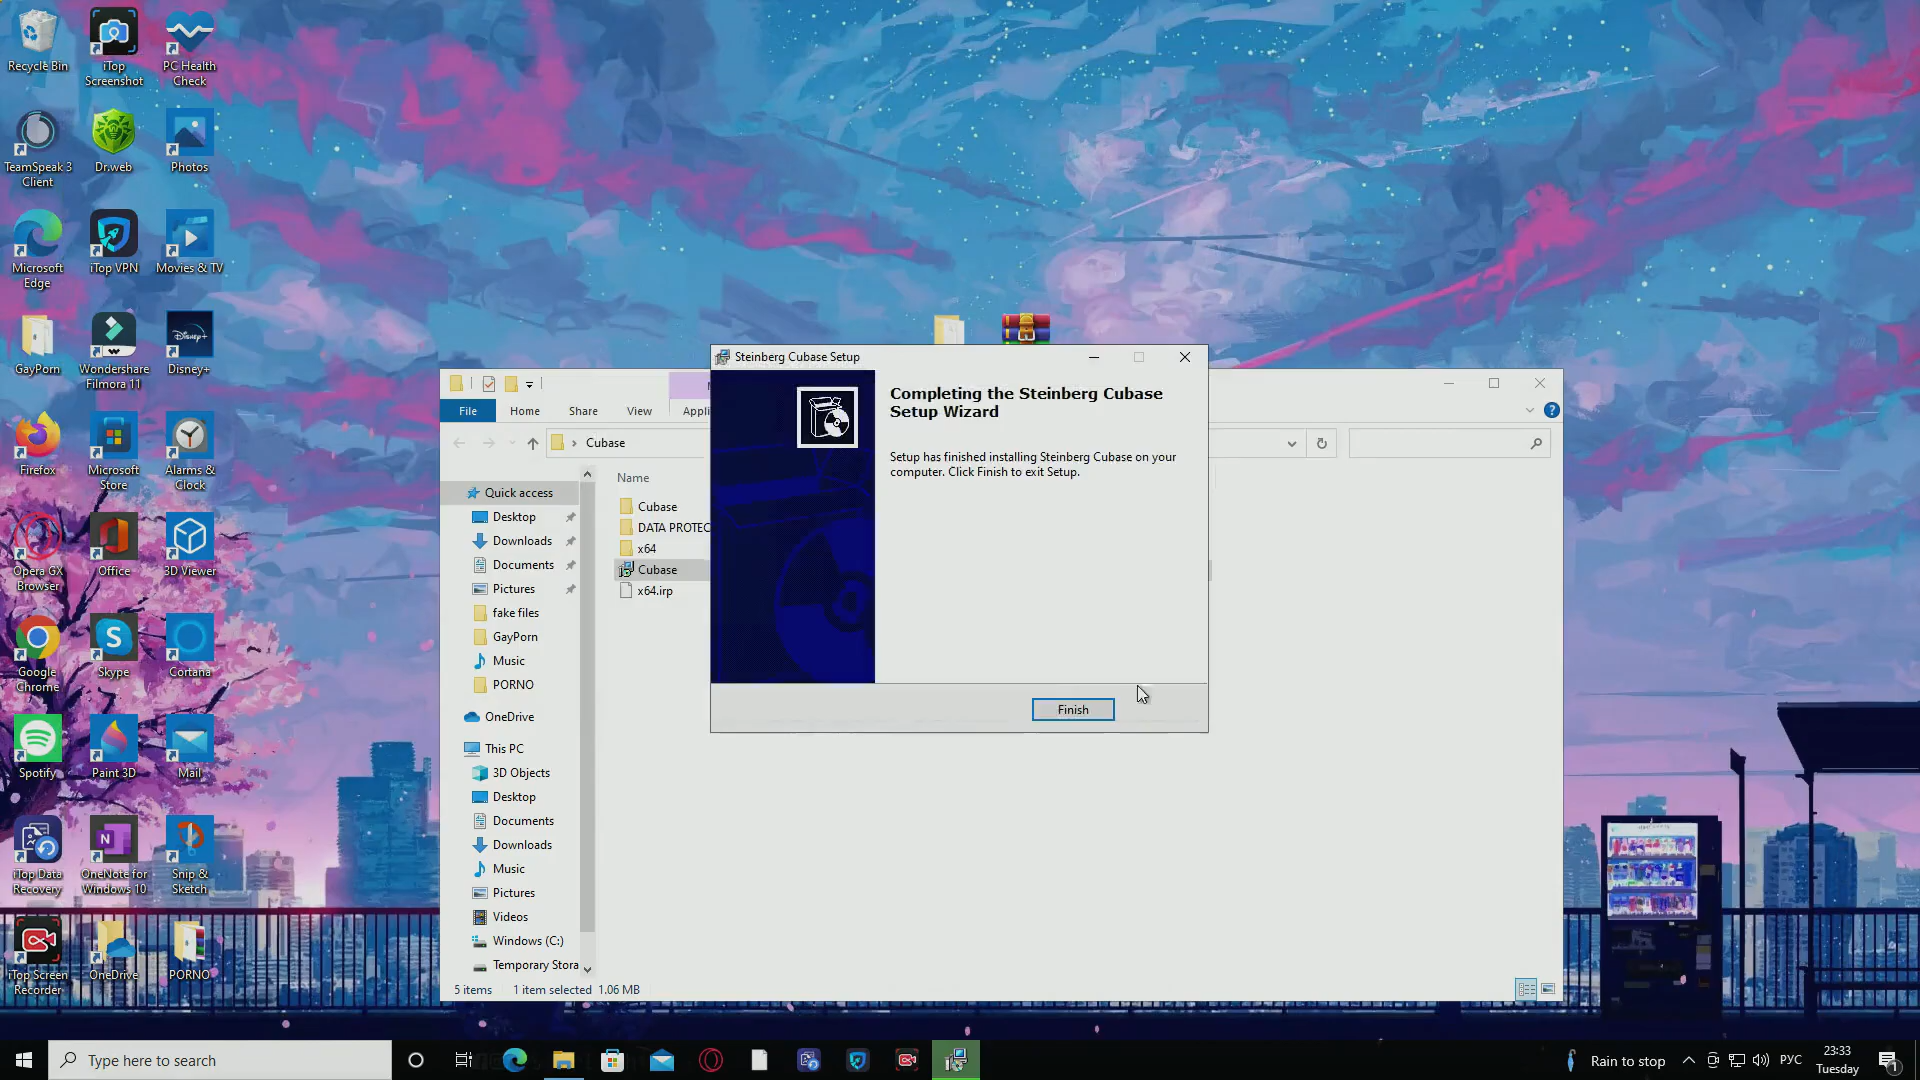 Recycle Bin
iTop
Screenshot
PC Health
Check
TeamSpeak 3
Client
Dr.web
Photos
Microsoft
Edge
iTop VPN
Movies & TV
GayPorn
Wondershare
Filmora 11
Disney+
Firefox
Microsoft
Store
Alarms &
Clock
Opera GX
Browser
Office
3D Viewer
Google
Chrome
Skype
Cortana
Spotify
Paint 3D
Mail
iTop Data
Recovery
OneNote for
Windows 10
Snip &
Sketch
iTop Screen
Recorder
OneDrive
PORNO
Steinberg Cubase Setup
Completing the Steinberg Cubase
Setup Wizard
Setup has finished installing Steinberg Cubase on your
computer. Click Finish to exit Setup.
Finish
File
Home
Share
View
Appli
Cubase
Name
Quick access
Desktop
Downloads
Documents
Pictures
fake files
GayPorn
Music
PORNO
OneDrive
This PC
3D Objects
Desktop
Documents
Downloads
Music
Pictures
Videos
Windows (C:)
Temporary Stora
Cubase
DATA PROTEC
x64
Cubase
x64.irp
5 items
1 item selected 1.06 MB
Type here to search
Rain to stop
РУС
23:33
Tuesday
1